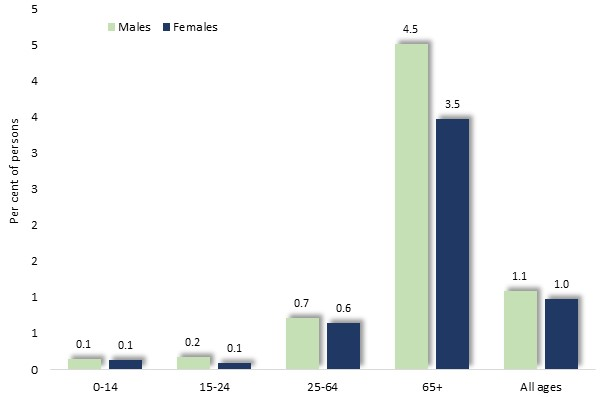 Males Females
Per cent of persons
5
5
4
4
3
3
2
2
1
1
0
0.1 0.1 0.2 0.1 0.7 0.6 4.5 3.5 1.1 1.0
0-14 15-24 25-64 65+ All ages